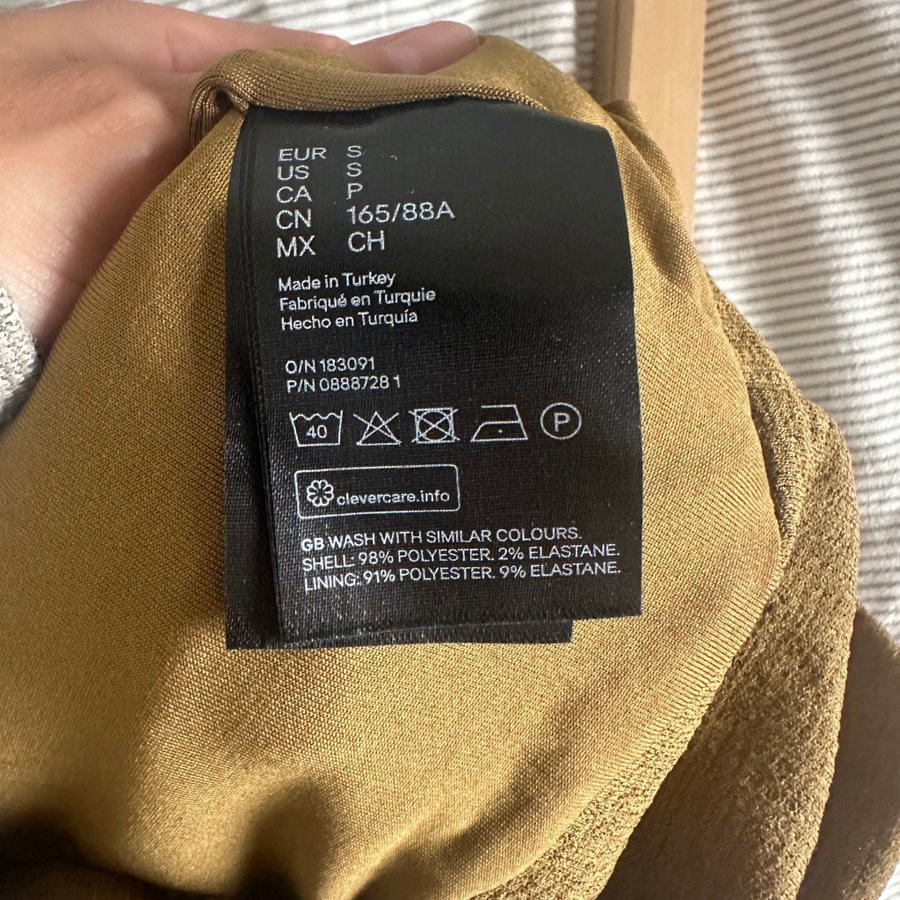 EUR S
US S
CA P
CN 165/88A
MX CH
Made in Turkey
Fabriqué en Turquie
Hecho en Turquía
O/N 183091
P/N 0888728 1
40 P
clevercare.info
GB WASH WITH SIMILAR COLOURS.
SHELL: 98% POLYESTER. 2% ELASTANE.
LINING: 91% POLYESTER. 9% ELASTANE.